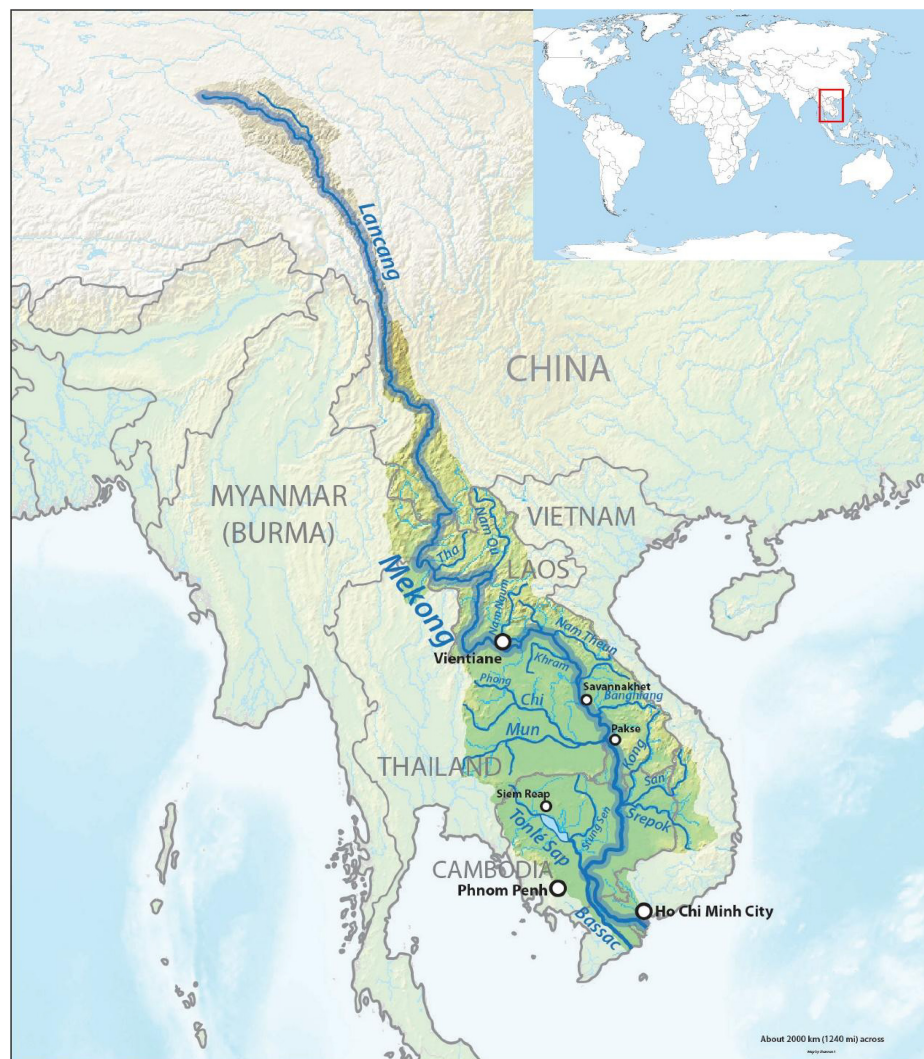 Lancang
CHINA
MYANMAR
(BURMA)
VIETNAM
Nam Ou
Tha
LAOS
Mekong
Nam Ngum
Nam Theun
Vientiane
Khram
Phong
Savannakhet
Banghiang
Chi
Mun
Pakse
Kong
THAILAND
San
Siem Reap
Srepok
Stung Sen
Tonlé Sap
CAMBODIA
Phnom Penh
Ho Chi Minh City
Bassac
About 2000 km (1240 mi) across